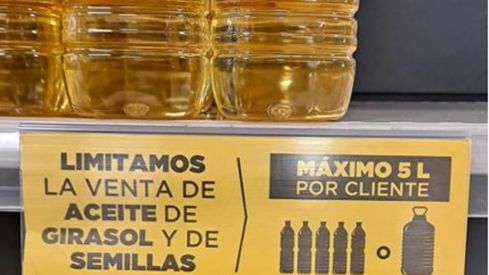 LIMITAMOS
LA VENTA DE
ACEITE DE
GIRASOL Y DE
SEMILLAS
MÁXIMO 5 L
POR CLIENTE
o